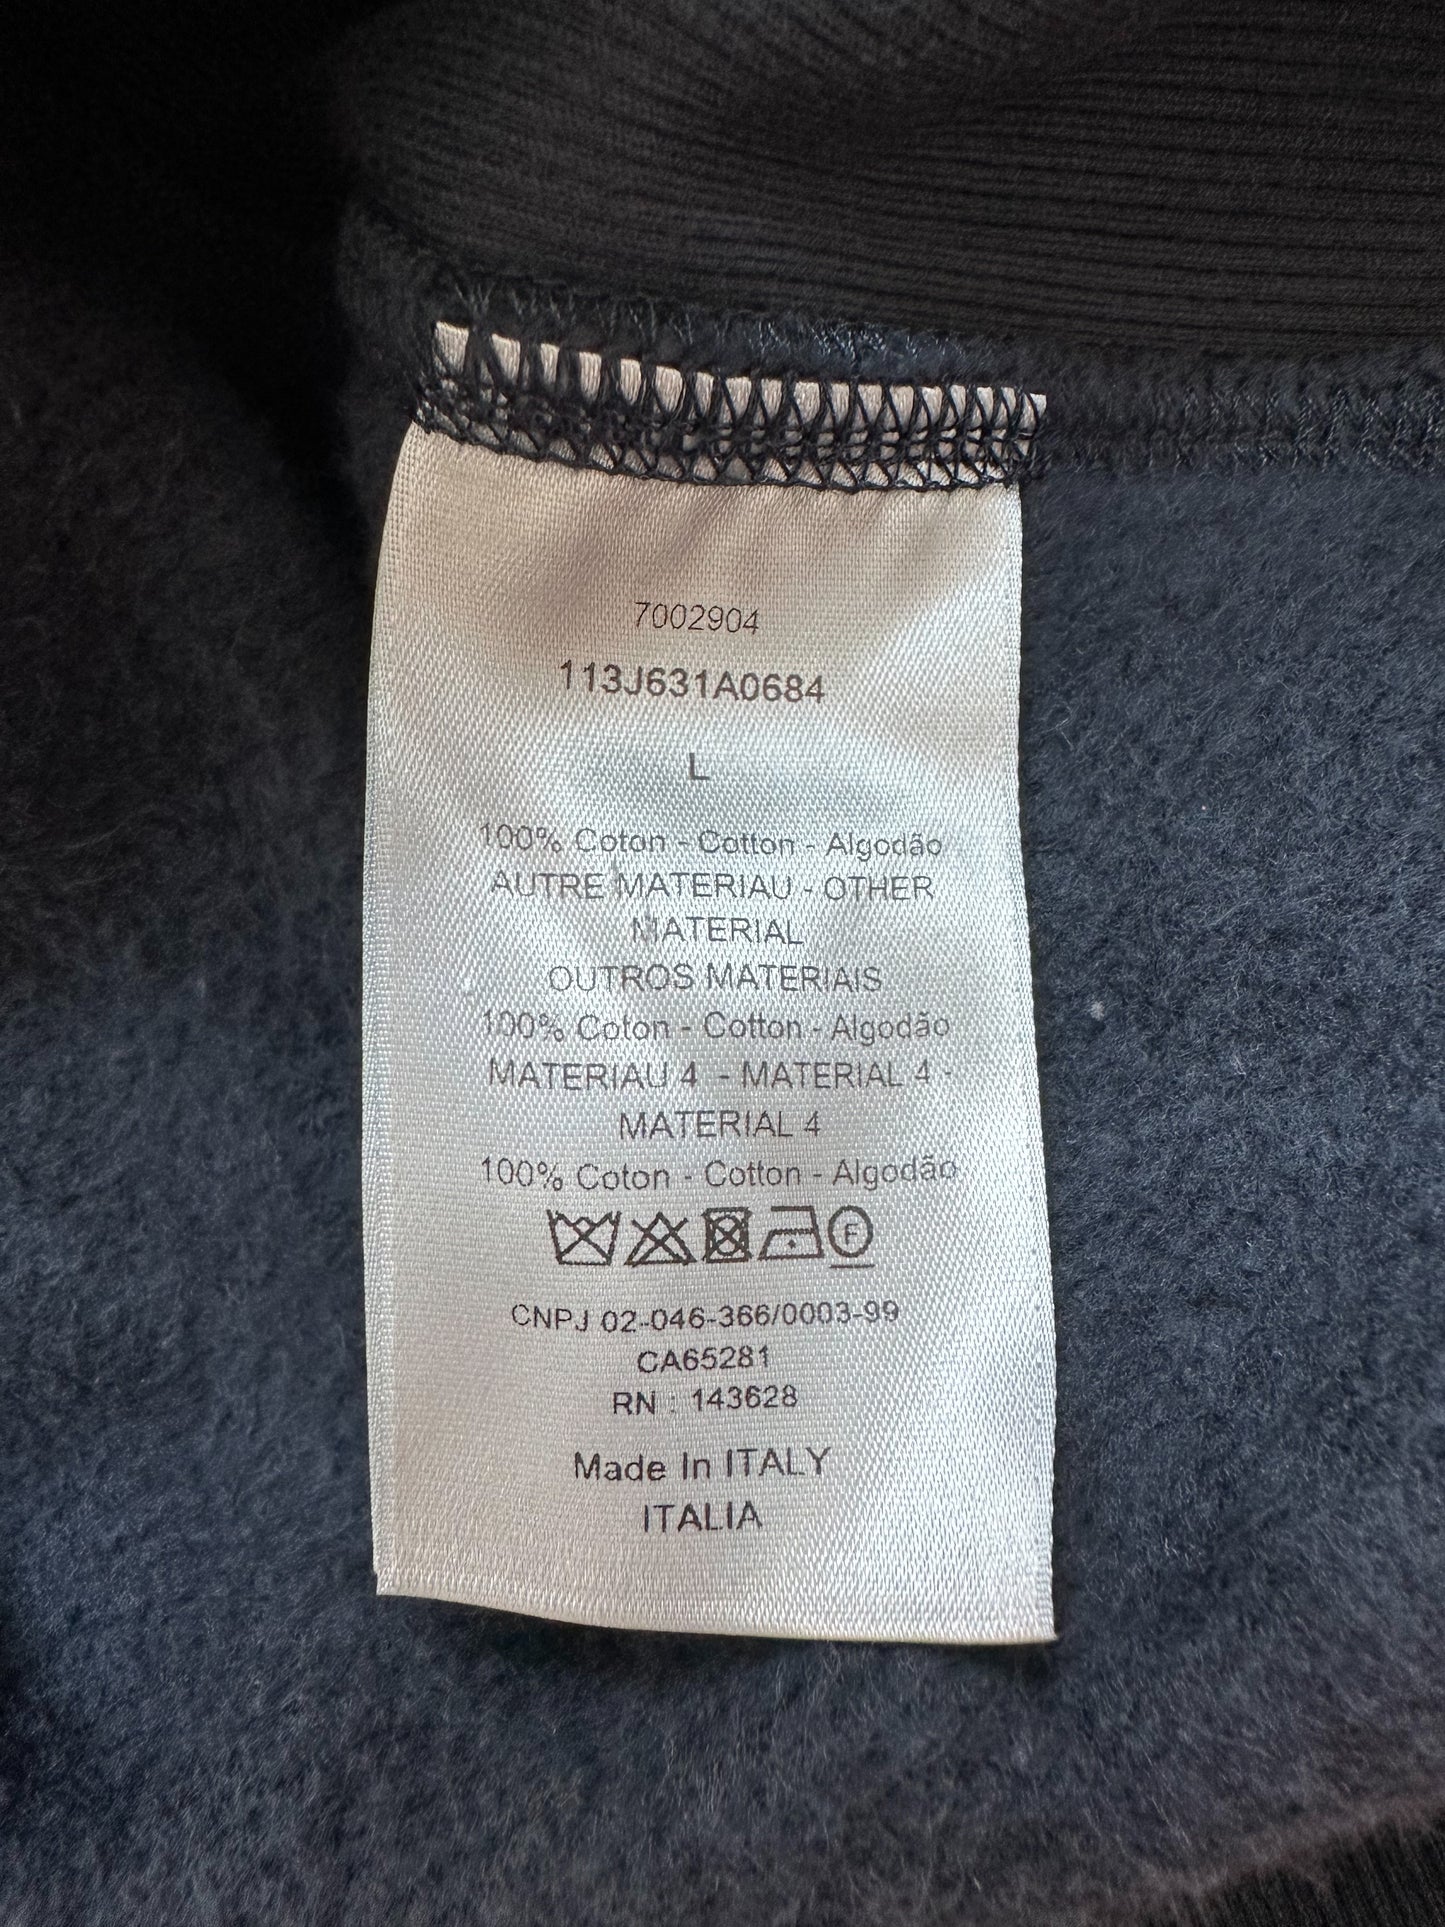 7002904
113J631A0684
L
100% Coton - Cotton - Algodão
AUTRE MATERIAU - OTHER
MATERIAL
OUTROS MATERIAIS
100% Coton - Cotton - Algodão
MATERIAU 4 - MATERIAL 4 -
MATERIAL 4
100% Coton - Cotton - Algodão
F
CNPJ 02-046-366/0003-99
CA65281
RN : 143628
Made In ITALY
ITALIA